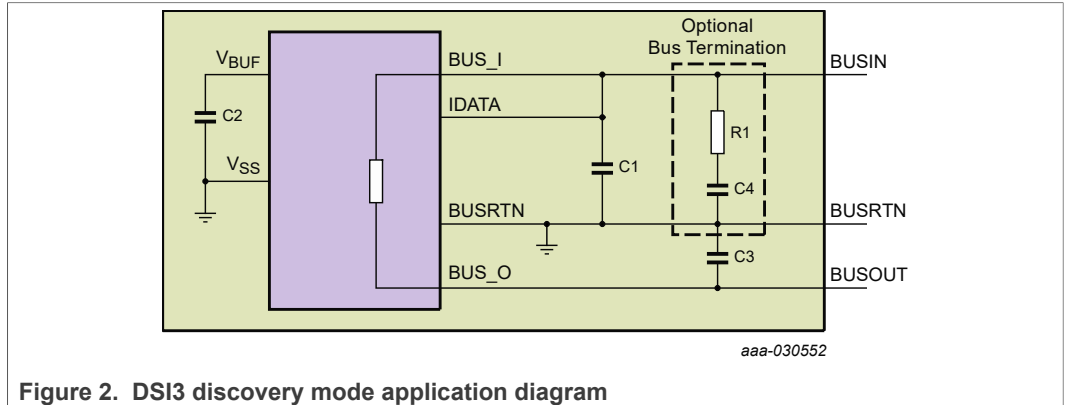 Optional
Bus Termination
VBUF
BUS_I
BUSIN
IDATA
C2
R1
VSS
C1
C4
BUSRTN
BUSRTN
C3
BUS_O
BUSOUT
aaa-030552
Figure 2. DSI3 discovery mode application diagram